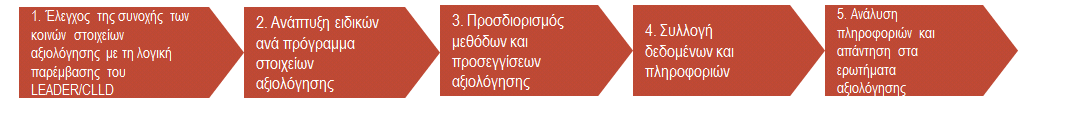 1. Έλεγχος της συνοχής των
κοινών στοιχείων
αξιολόγησης με τη λογική
παρέμβασης του
LEADER/CLLD
2. Ανάπτυξη ειδικών
ανά πρόγραμμα
στοιχείων
αξιολόγησης
3. Προσδιορισμός
μεθόδων και
προσεγγίσεων
αξιολόγησης
4. Συλλογή
δεδομένων και
πληροφοριών
5. Ανάλυση
πληροφοριών και
απάντηση στα
ερωτήματα
αξιολόγησης